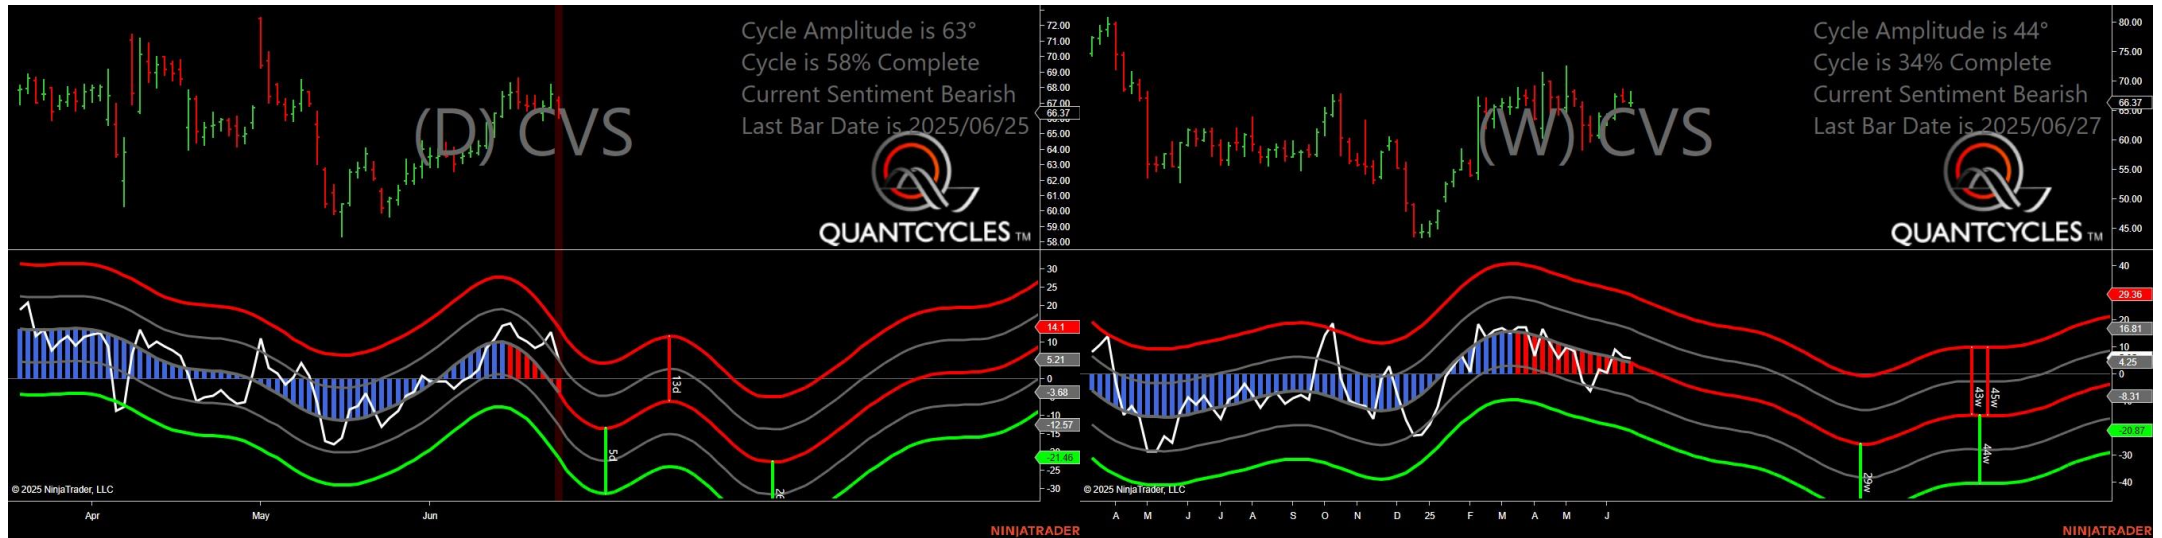 Cycle Amplitude is 63°
Cycle is 58% Complete
Current Sentiment Bearish
Last Bar Date is 2025/06/25
(D) CVS
QUANTCYCLES TM
72.00
71.00
70.00
69.00
68.00
67.00
66.37
65.00
64.00
63.00
62.00
61.00
60.00
59.00
58.00
30
25
20
14.1
10
5.21
0
-3.68
-12.57
-15
-21.46
-25
-30
13d
5d
© 2025 NinjaTrader, LLC
Apr
May
Jun
NINJATRADER
Cycle Amplitude is 44°
Cycle is 34% Complete
Current Sentiment Bearish
Last Bar Date is 2025/06/27
(W) CVS
QUANTCYCLES TM
80.00
75.00
70.00
66.37
60.00
55.00
50.00
45.00
40
29.36
16.81
10
4.25
0
-8.31
-20.87
-30
-40
43w
45w
44w
29w
© 2025 NinjaTrader, LLC
A
M
J
J
A
S
O
N
D
25
F
M
A
M
J
NINJATRADER